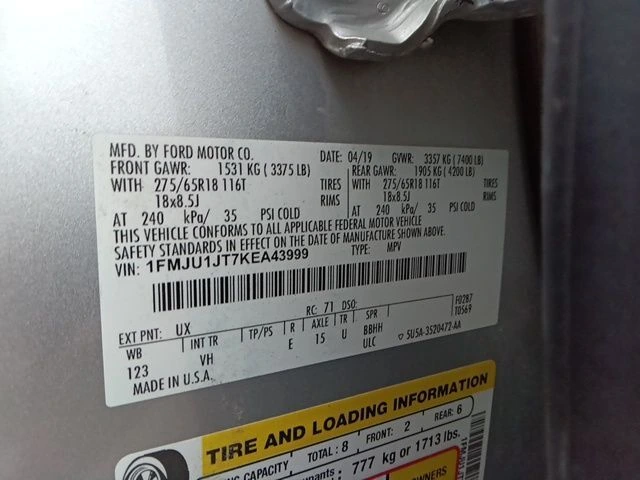 MFD. BY FORD MOTOR CO.
DATE: 04/19 GVWR: 3357 KG (7400 LB)
FRONT GAWR: 1531 KG (3375 LB) REAR GAWR: 1905 KG (4200 LB)
WITH 275/65R18 116T TIRES WITH 275/65R18 116T TIRES
18x8.5J RIMS 18x8.5J RIMS
AT 240 kPa/ 35 PSI COLD AT 240 kPa/ 35 PSI COLD
THIS VEHICLE CONFORMS TO ALL APPLICABLE FEDERAL MOTOR VEHICLE
SAFETY STANDARDS IN EFFECT ON THE DATE OF MANUFACTURE SHOWN ABOVE.
VIN: 1FMJU1JT7KEA43999 TYPE: MPV
F0287
T0569
EXT PNT: UX RC: 71 DSO:
WB INT TR TP/PS R AXLE TR SPR
123 VH E 15 U BBHH
ULC 5U5A-3520472-AA
MADE IN U.S.A.
TIRE AND LOADING INFORMATION
CAPACITY TOTAL: 8 FRONT: 2 REAR: 6
777 kg or 1713 lbs.
OWNERS